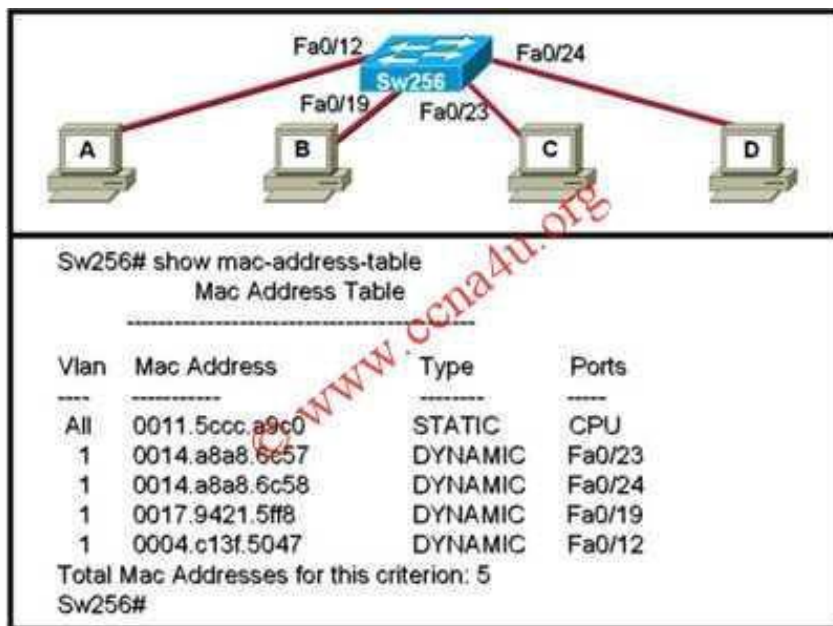 Fa0/12
Fa0/24
Sw256
Fa0/19
Fa0/23
A
B
C
D
Sw256# show mac-address-table
Mac Address Table
--------------------------------------------
Vlan Mac Address Type Ports
---- ----------- -------- -----
All 0011.5ccc.a9c0 STATIC CPU
1 0014.a8a8.6c57 DYNAMIC Fa0/23
1 0014.a8a8.6c58 DYNAMIC Fa0/24
1 0017.9421.5ff8 DYNAMIC Fa0/19
1 0004.c13f.5047 DYNAMIC Fa0/12
Total Mac Addresses for this criterion: 5
Sw256#
© www.ccna4u.org